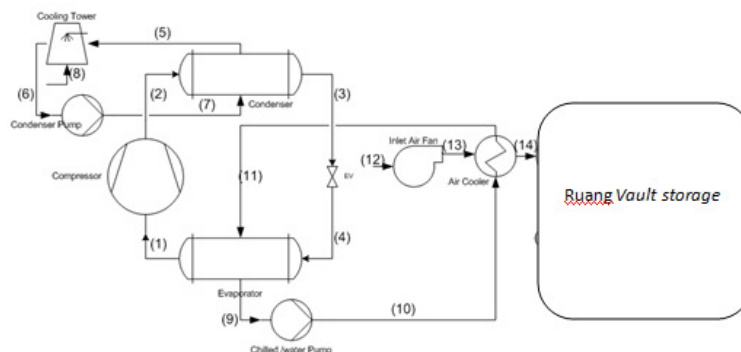 Cooling Tower
(5)
(8)
(6)
(2)
(7)
Condenser
(3)
Condenser Pump
Compressor
(11)
Inlet Air Fan
(13)
(12)
(14)
Air Cooler
EV
Ruang Vault storage
(1)
(4)
Evaporator
(9)
(10)
Chilled /water Pump